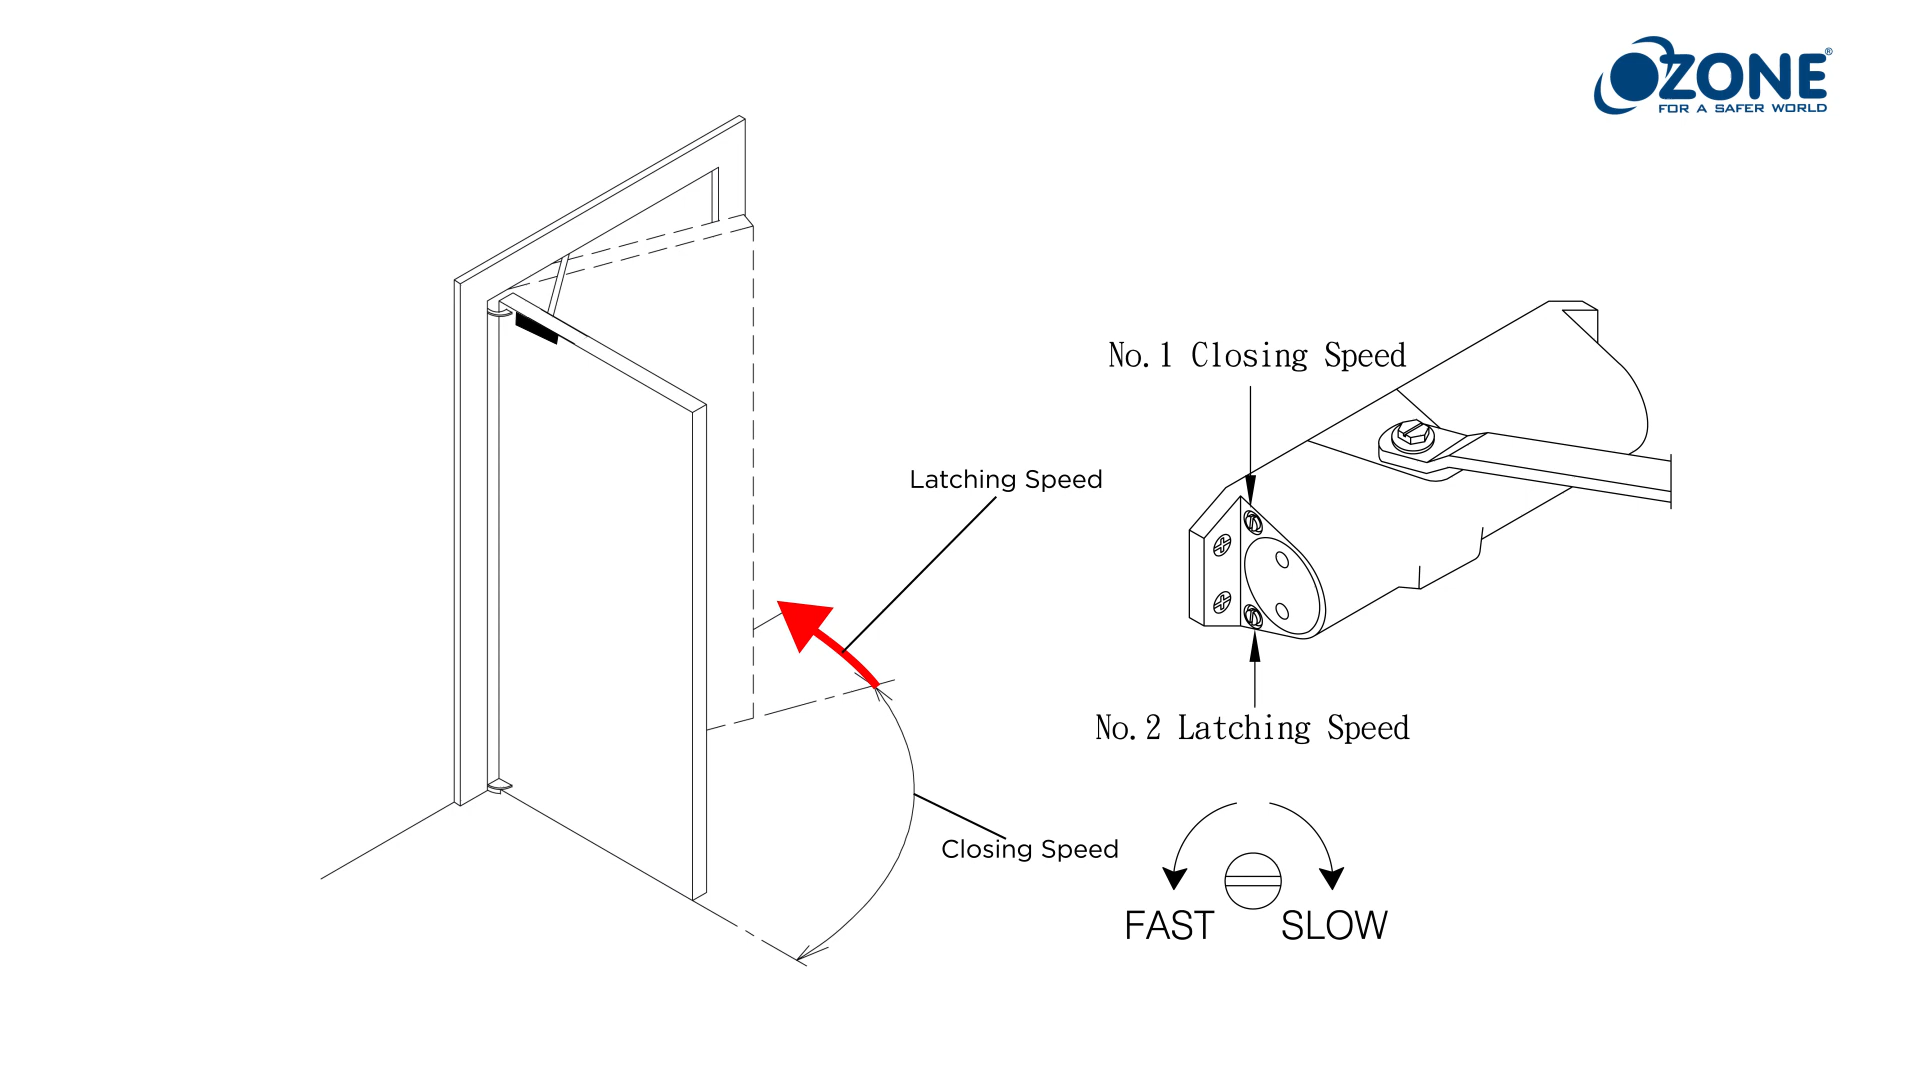 OZONE®
FOR A SAFER WORLD
No.1 Closing Speed
Latching Speed
No.2 Latching Speed
Closing Speed
FAST SLOW